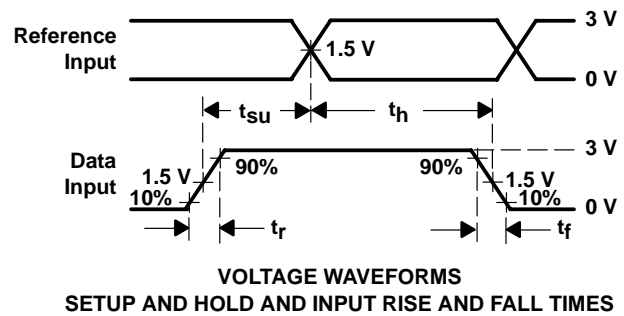 3 V
Reference
Input
1.5 V
0 V
tsu
th
3 V
Data
Input
1.5 V
10%
90%
90%
1.5 V
10%
0 V
tr
tf
VOLTAGE WAVEFORMS
SETUP AND HOLD AND INPUT RISE AND FALL TIMES